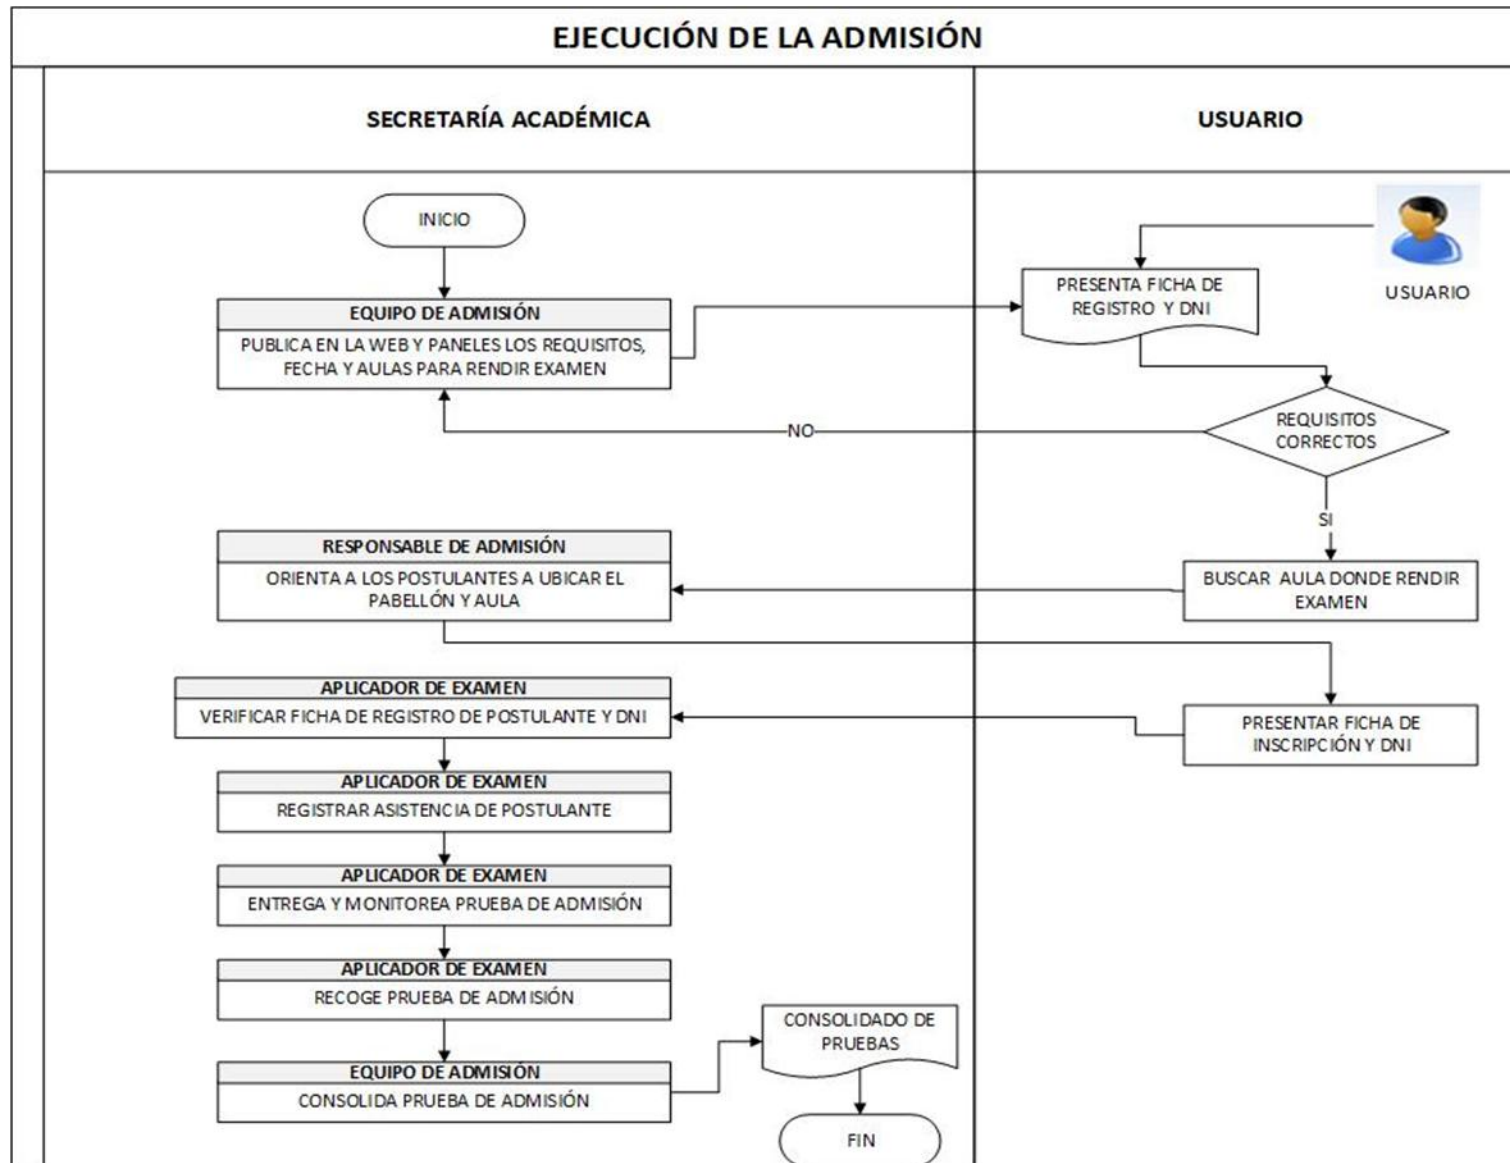 EJECUCIÓN DE LA ADMISIÓN
SECRETARÍA ACADÉMICA
USUARIO
INICIO
EQUIPO DE ADMISIÓN
PUBLICA EN LA WEB Y PANELES LOS REQUISITOS,
FECHA Y AULAS PARA RENDIR EXAMEN
PRESENTA FICHA DE
REGISTRO Y DNI
USUARIO
REQUISITOS
CORRECTOS
NO
SI
RESPONSABLE DE ADMISIÓN
ORIENTA A LOS POSTULANTES A UBICAR EL
PABELLÓN Y AULA
BUSCAR AULA DONDE RENDIR
EXAMEN
APLICADOR DE EXAMEN
VERIFICAR FICHA DE REGISTRO DE POSTULANTE Y DNI
PRESENTAR FICHA DE
INSCRIPCIÓN Y DNI
APLICADOR DE EXAMEN
REGISTRAR ASISTENCIA DE POSTULANTE
APLICADOR DE EXAMEN
ENTREGA Y MONITOREA PRUEBA DE ADMISIÓN
APLICADOR DE EXAMEN
RECOGE PRUEBA DE ADMISIÓN
EQUIPO DE ADMISIÓN
CONSOLIDA PRUEBA DE ADMISIÓN
CONSOLIDADO DE
PRUEBAS
FIN